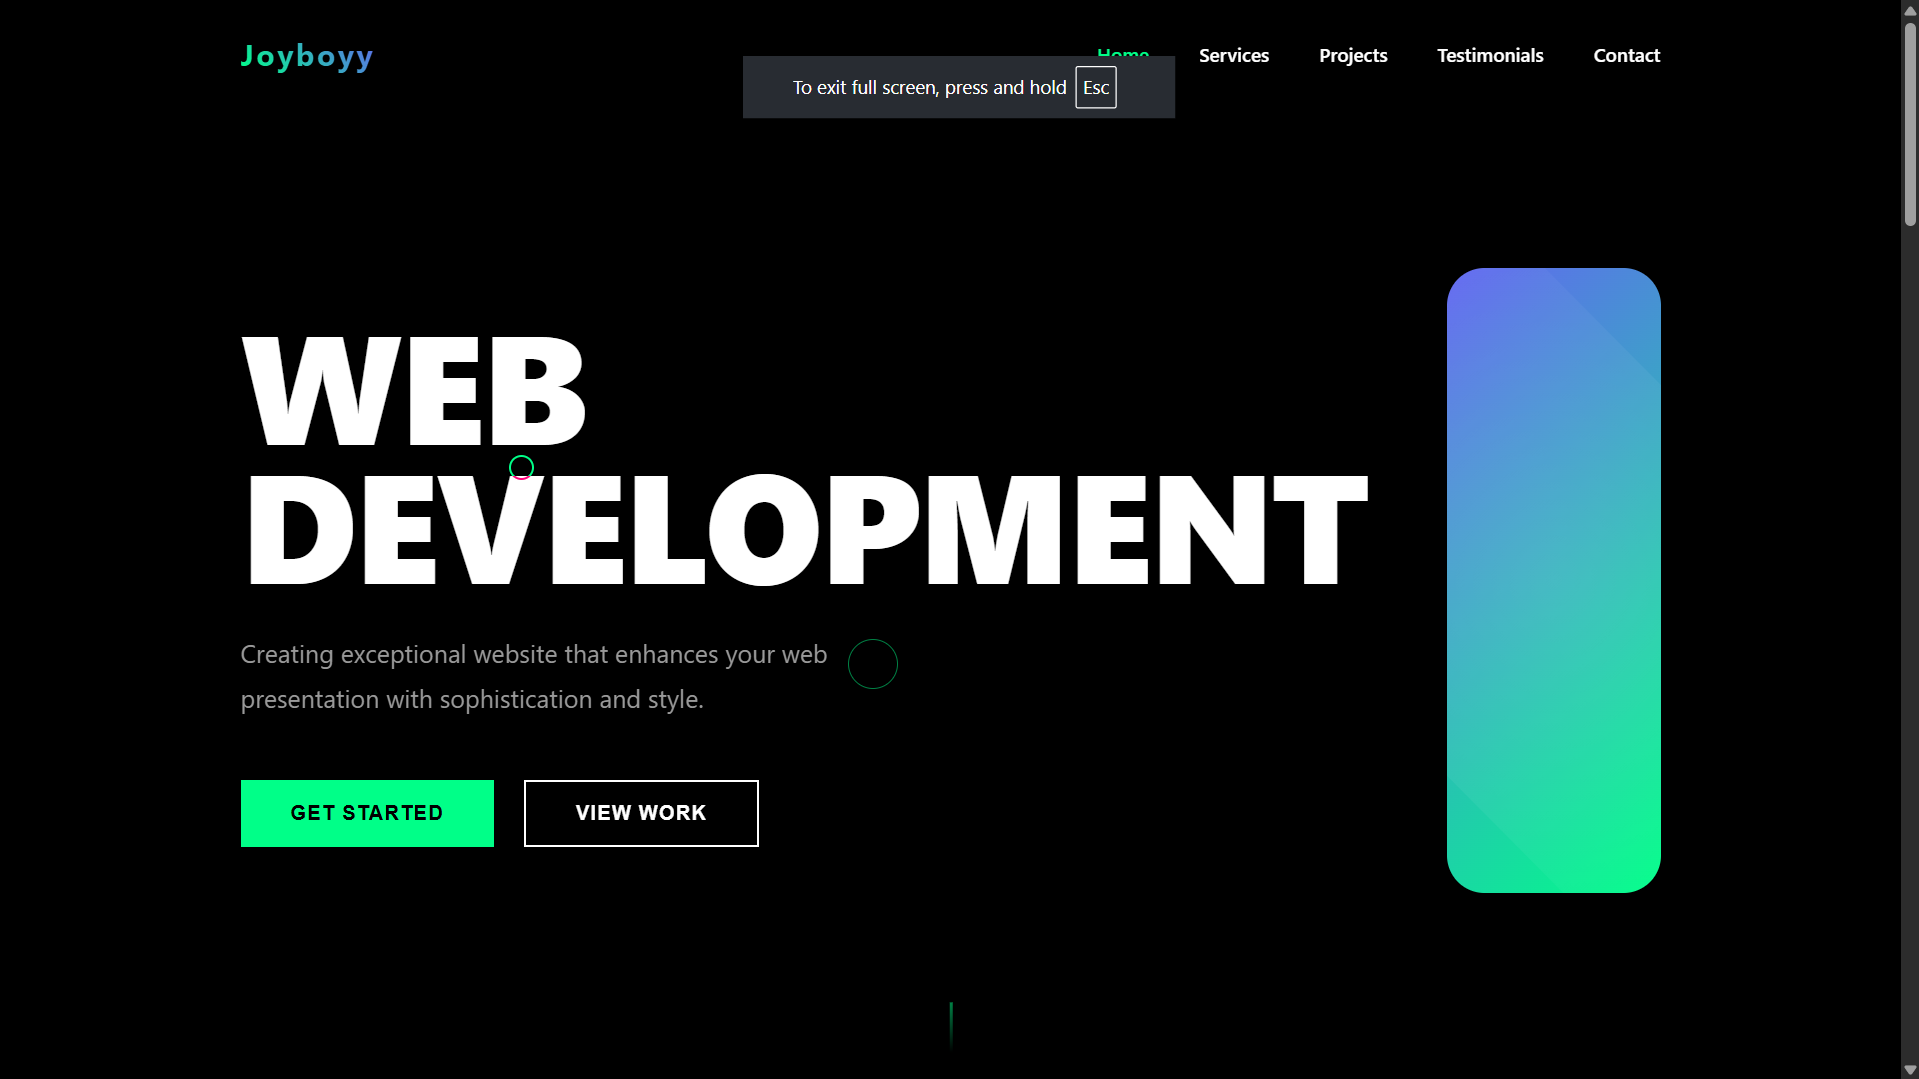 Joyboyy
Home Services Projects Testimonials Contact
To exit full screen, press and hold Esc
WEB
DEVELOPMENT
Creating exceptional website that enhances your web
presentation with sophistication and style.
GET STARTED VIEW WORK